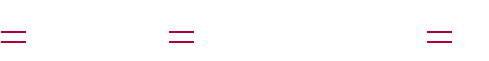 = = =